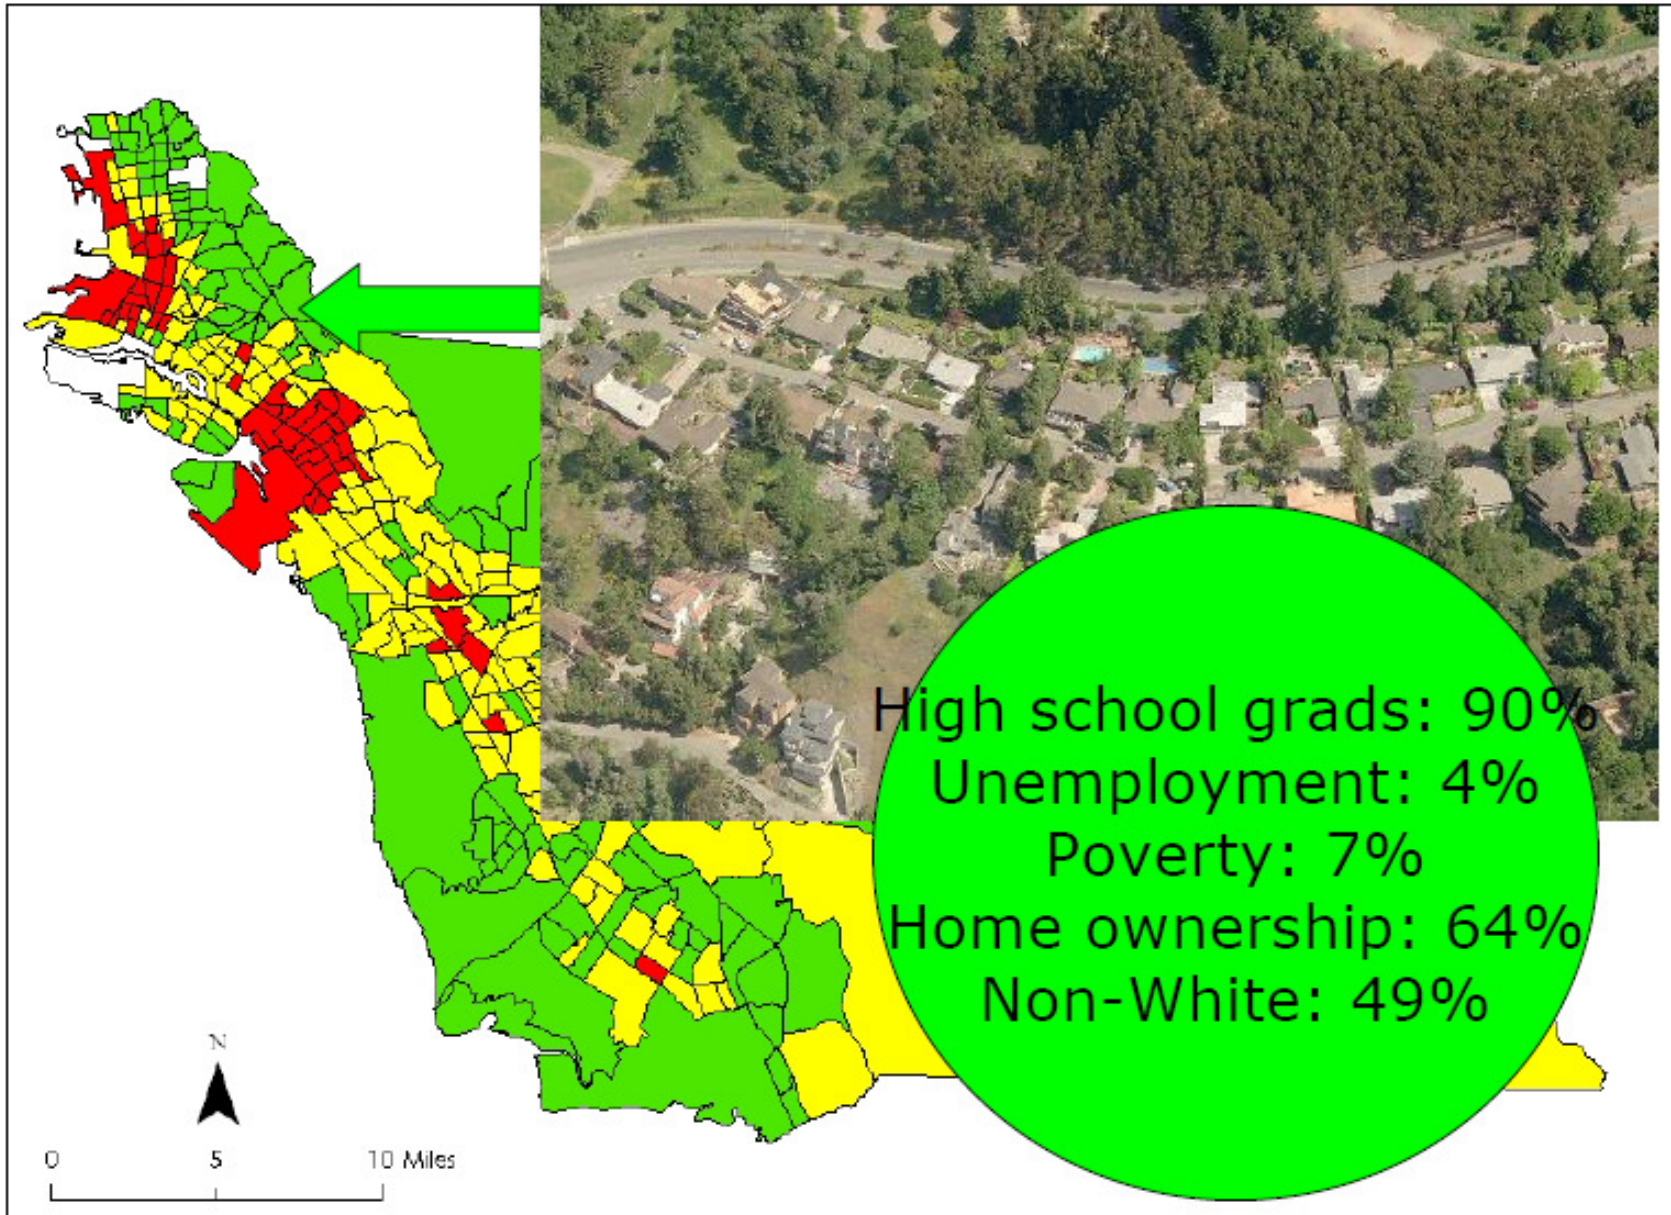 High school grads: 90%
Unemployment: 4%
Poverty: 7%
Home ownership: 64%
Non-White: 49%
N
0 5 10 Miles